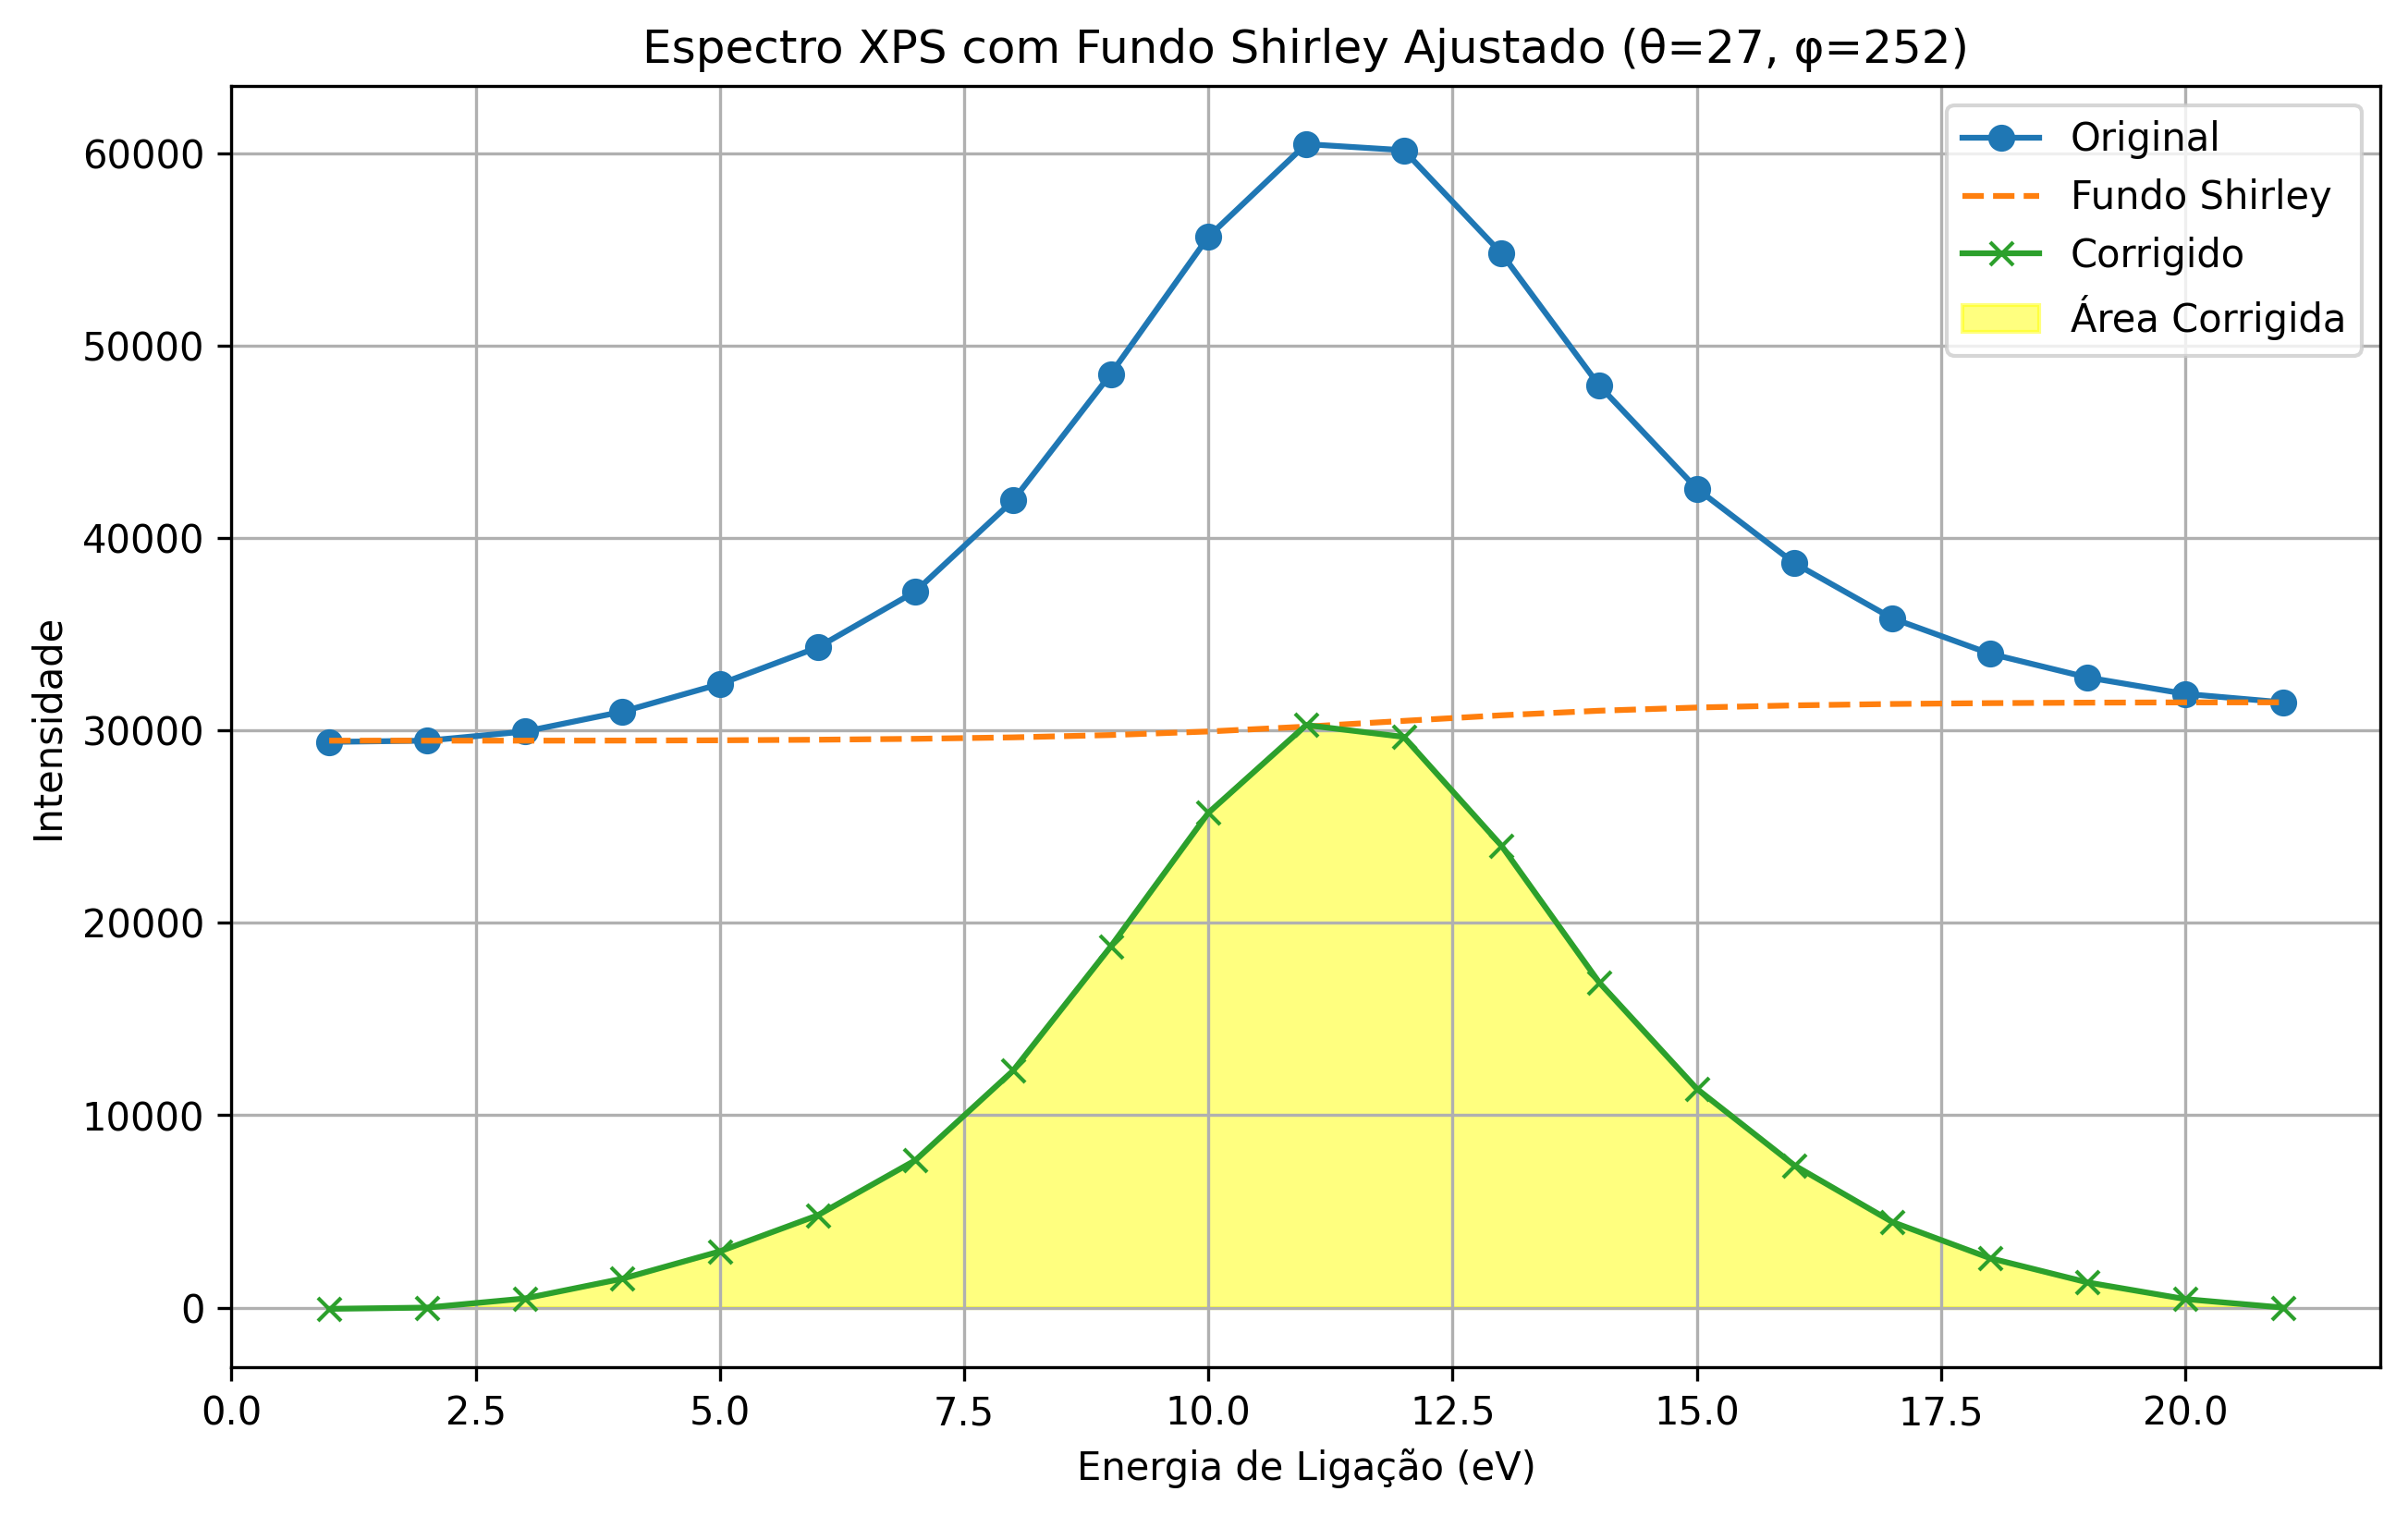 Espectro XPS com Fundo Shirley Ajustado (θ=27, φ=252)
Original
Fundo Shirley
Corrigido
Área Corrigida
60000
50000
40000
30000
20000
10000
0
Intensidade
0.0 2.5 5.0 7.5 10.0 12.5 15.0 17.5 20.0
Energia de Ligação (eV)